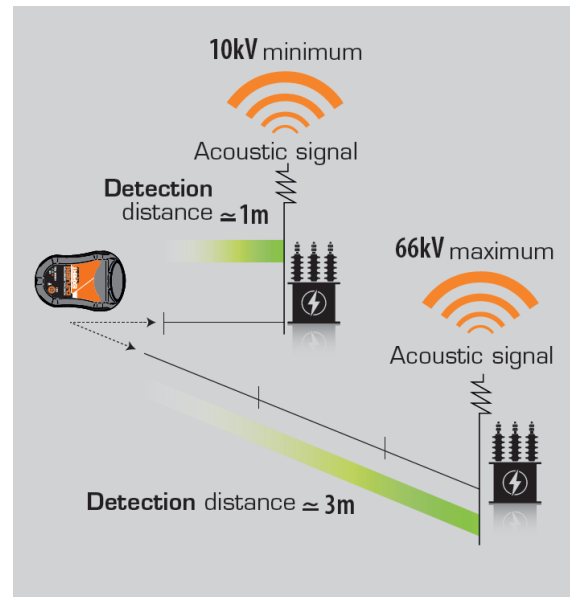 10kV minimum
Acoustic signal
Detection
distance ≃ 1m
66kV maximum
Acoustic signal
Detection distance ≃ 3m